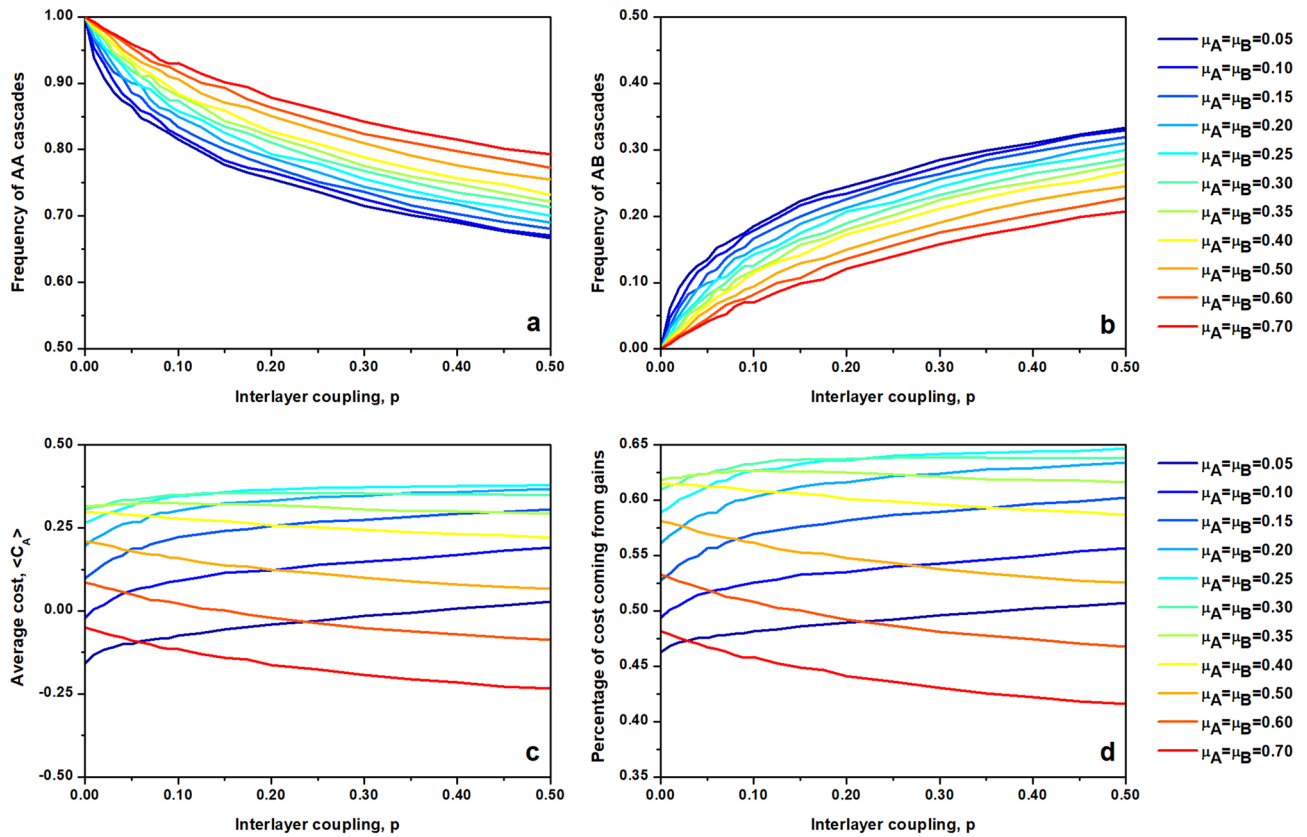 1.00
0.90
0.80
0.70
0.60
0.50
Frequency of AA cascades
0.00 0.10 0.20 0.30 0.40 0.50
Interlayer coupling, p
a
0.50
0.40
0.30
0.20
0.10
0.00
Frequency of AB cascades
0.00 0.10 0.20 0.30 0.40 0.50
Interlayer coupling, p
b
μA=μB=0.05
μA=μB=0.10
μA=μB=0.15
μA=μB=0.20
μA=μB=0.25
μA=μB=0.30
μA=μB=0.35
μA=μB=0.40
μA=μB=0.50
μA=μB=0.60
μA=μB=0.70
0.50
0.25
0.00
-0.25
-0.50
Average cost, <CA>
0.00 0.10 0.20 0.30 0.40 0.50
Interlayer coupling, p
c
0.65
0.60
0.55
0.50
0.45
0.40
0.35
Percentage of cost coming from gains
0.00 0.10 0.20 0.30 0.40 0.50
Interlayer coupling, p
d
μA=μB=0.05
μA=μB=0.10
μA=μB=0.15
μA=μB=0.20
μA=μB=0.25
μA=μB=0.30
μA=μB=0.35
μA=μB=0.40
μA=μB=0.50
μA=μB=0.60
μA=μB=0.70